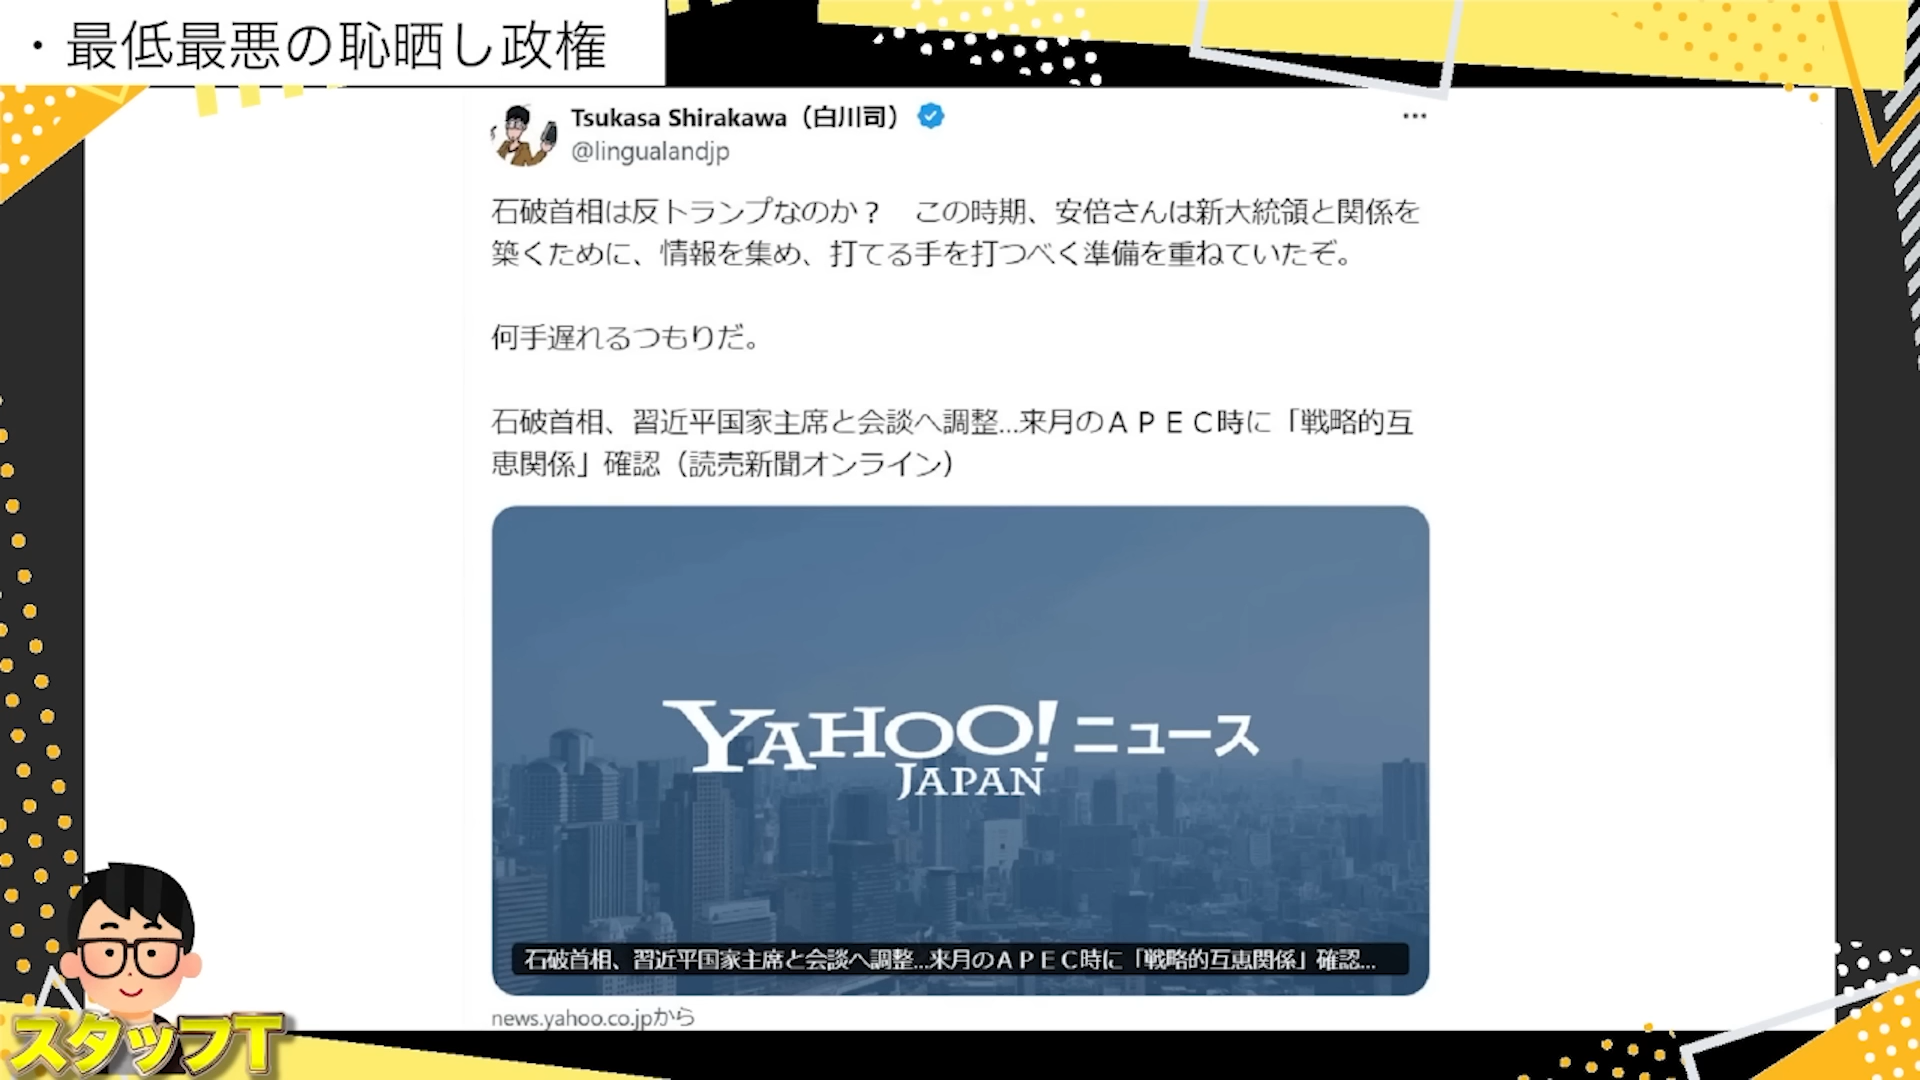 ・最低最悪の恥晒し政権
Tsukasa Shirakawa（白川司）
@lingualandjp
石破首相は反トランプなのか？　この時期、安倍さんは新大統領と関係を
築くために、情報を集め、打てる手を打つべく準備を重ねていたぞ。
何手遅れるつもりだ。
石破首相、習近平国家主席と会談へ調整...来月のＡＰＥＣ時に「戦略的互
恵関係」確認（読売新聞オンライン）
YAHOO!ニュース
JAPAN
石破首相、習近平国家主席と会談へ調整...来月のＡＰＥＣ時に「戦略的互恵関係」確認...
news.yahoo.co.jpから
スタッフT